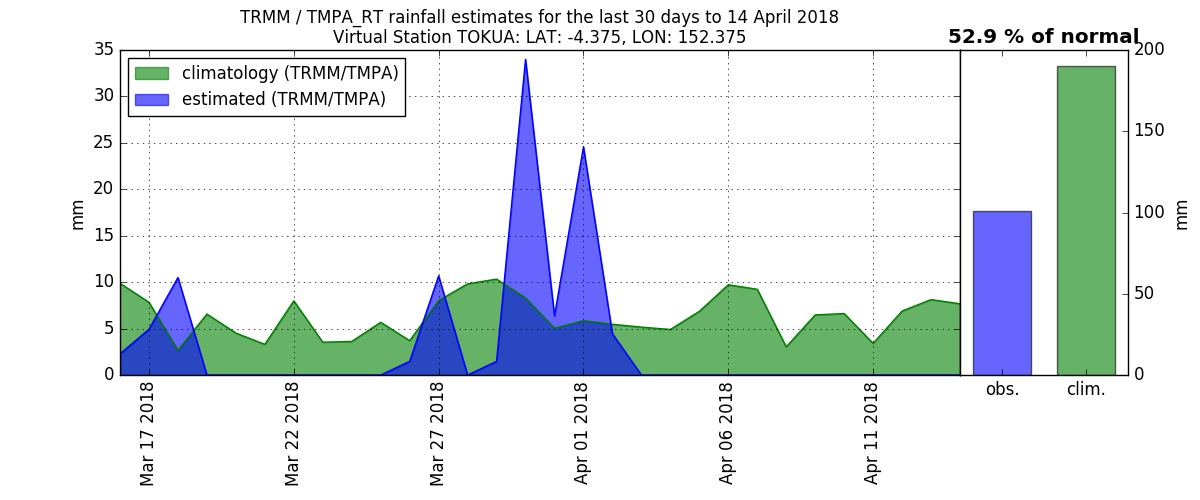 TRMM / TMPA_RT rainfall estimates for the last 30 days to 14 April 2018
Virtual Station TOKUA: LAT: -4.375, LON: 152.375
52.9 % of normal
climatology (TRMM/TMPA)
estimated (TRMM/TMPA)
35
30
25
20
15
10
5
0
mm
Mar 17 2018
Mar 22 2018
Mar 27 2018
Apr 01 2018
Apr 06 2018
Apr 11 2018
obs.
clim.
200
150
100
50
0
mm